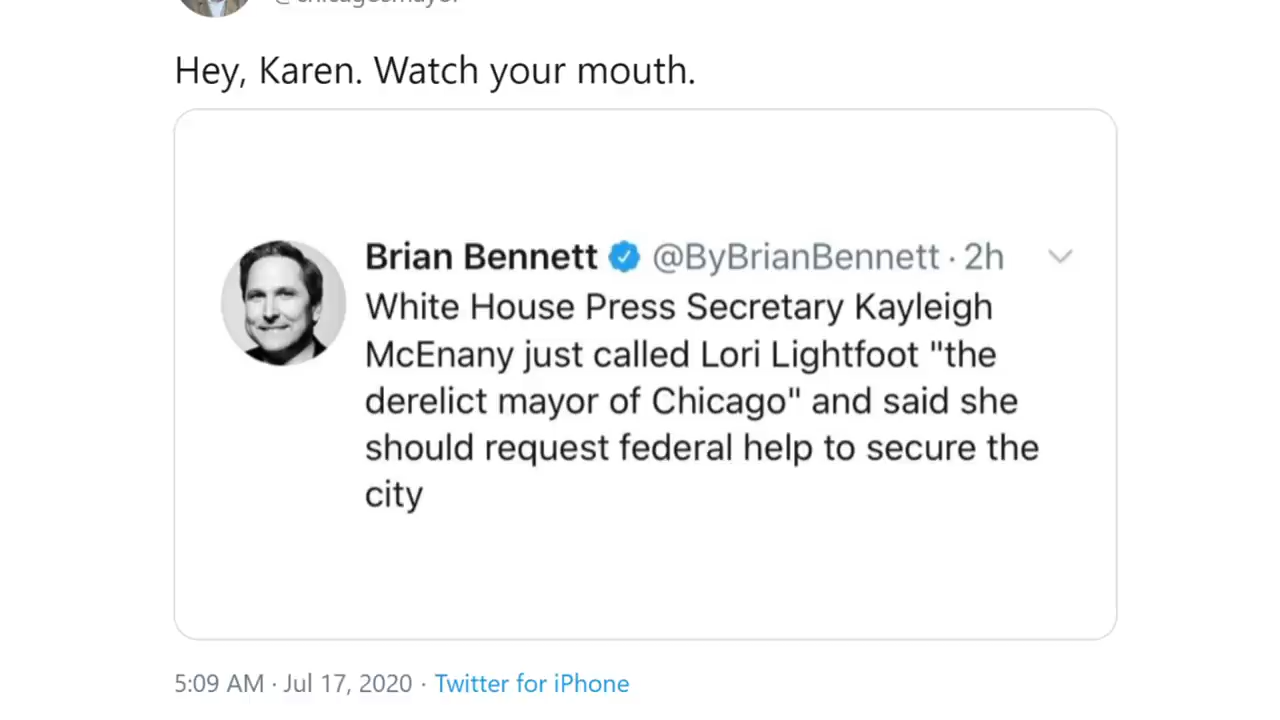 Hey, Karen. Watch your mouth.
Brian Bennett @ByBrianBennett · 2h
White House Press Secretary Kayleigh
McEnany just called Lori Lightfoot "the
derelict mayor of Chicago" and said she
should request federal help to secure the
city
5:09 AM · Jul 17, 2020 · Twitter for iPhone